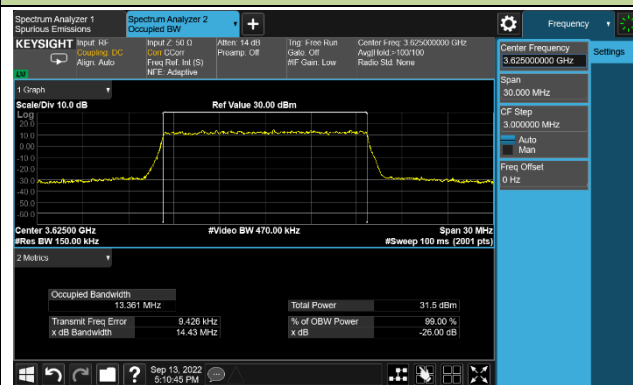 Spectrum Analyzer 1
Spurious Emissions
Spectrum Analyzer 2
Occupied BW
Frequency
KEYSIGHT
Input: RF
Coupling: DC
Align: Auto
Input Z: 50 Ω
Corr CCorr
Freq Ref: Int (S)
NFE: Adaptive
Atten: 14 dB
Preamp: Off
Trig: Free Run
Gate: Off
#IF Gain: Low
Center Freq: 3.625000000 GHz
Avg|Hold:>100/100
Radio Std: None
Center Frequency
3.625000000 GHz
Settings
Span
30.000 MHz
CF Step
3.000000 MHz
Auto
Man
Freq Offset
0 Hz
1 Graph
Scale/Div 10.0 dB
Ref Value 30.00 dBm
Log
20.0
10.0
0.00
-10.0
-20.0
-30.0
-40.0
-50.0
-60.0
Center 3.62500 GHz
#Video BW 470.00 kHz
Span 30 MHz
#Res BW 150.00 kHz
#Sweep 100 ms (2001 pts)
2 Metrics
Occupied Bandwidth
13.361 MHz
Total Power
31.5 dBm
Transmit Freq Error
9.426 kHz
% of OBW Power
99.00 %
x dB Bandwidth
14.43 MHz
x dB
-26.00 dB
Sep 13, 2022
5:10:45 PM